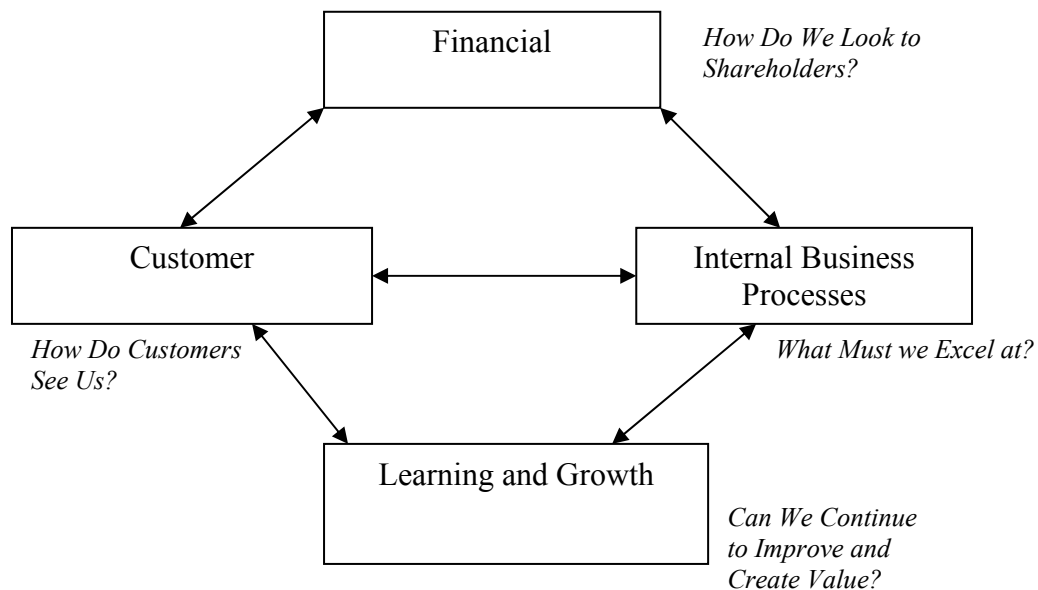 Financial
How Do We Look to
Shareholders?
Customer
Internal Business
Processes
How Do Customers
See Us?
What Must we Excel at?
Learning and Growth
Can We Continue
to Improve and
Create Value?